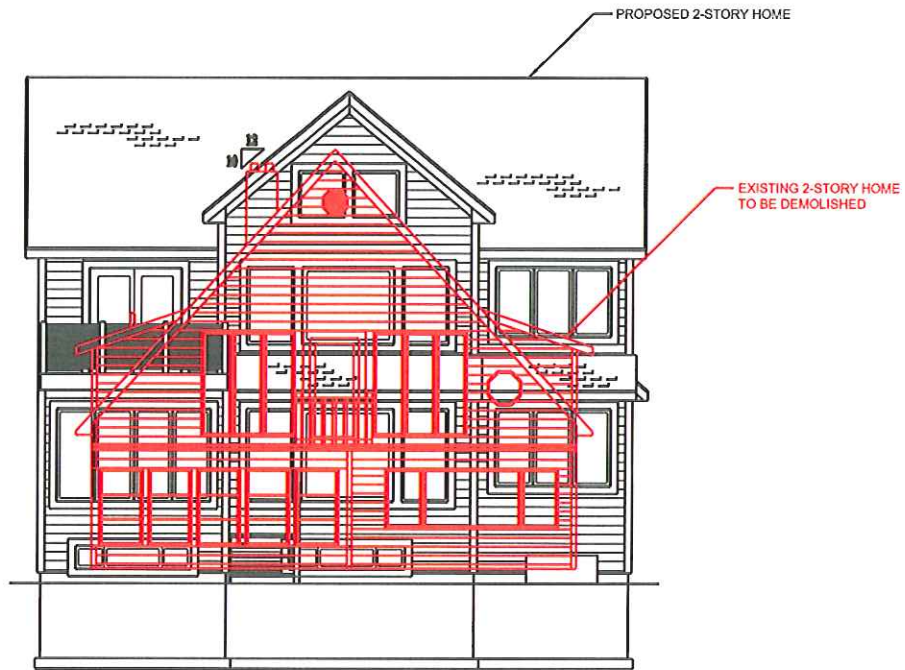 PROPOSED 2-STORY HOME
12
10
EXISTING 2-STORY HOME
TO BE DEMOLISHED